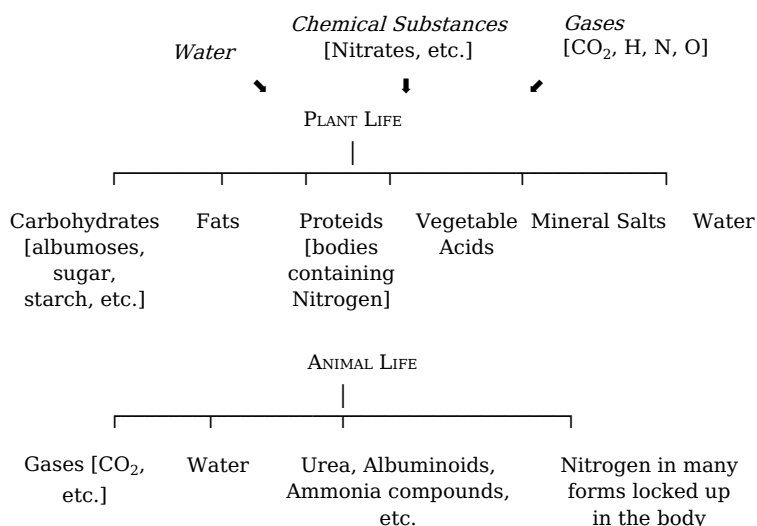 Water
Chemical Substances
[Nitrates, etc.]
Gases
[CO₂, H, N, O]
Plant Life
Carbohydrates
[albumoses,
sugar,
starch, etc.]
Fats
Proteids
[bodies
containing
Nitrogen]
Vegetable
Acids
Mineral Salts
Water
Animal Life
Gases [CO₂,
etc.]
Water
Urea, Albuminoids,
Ammonia compounds,
etc.
Nitrogen in many
forms locked up
in the body